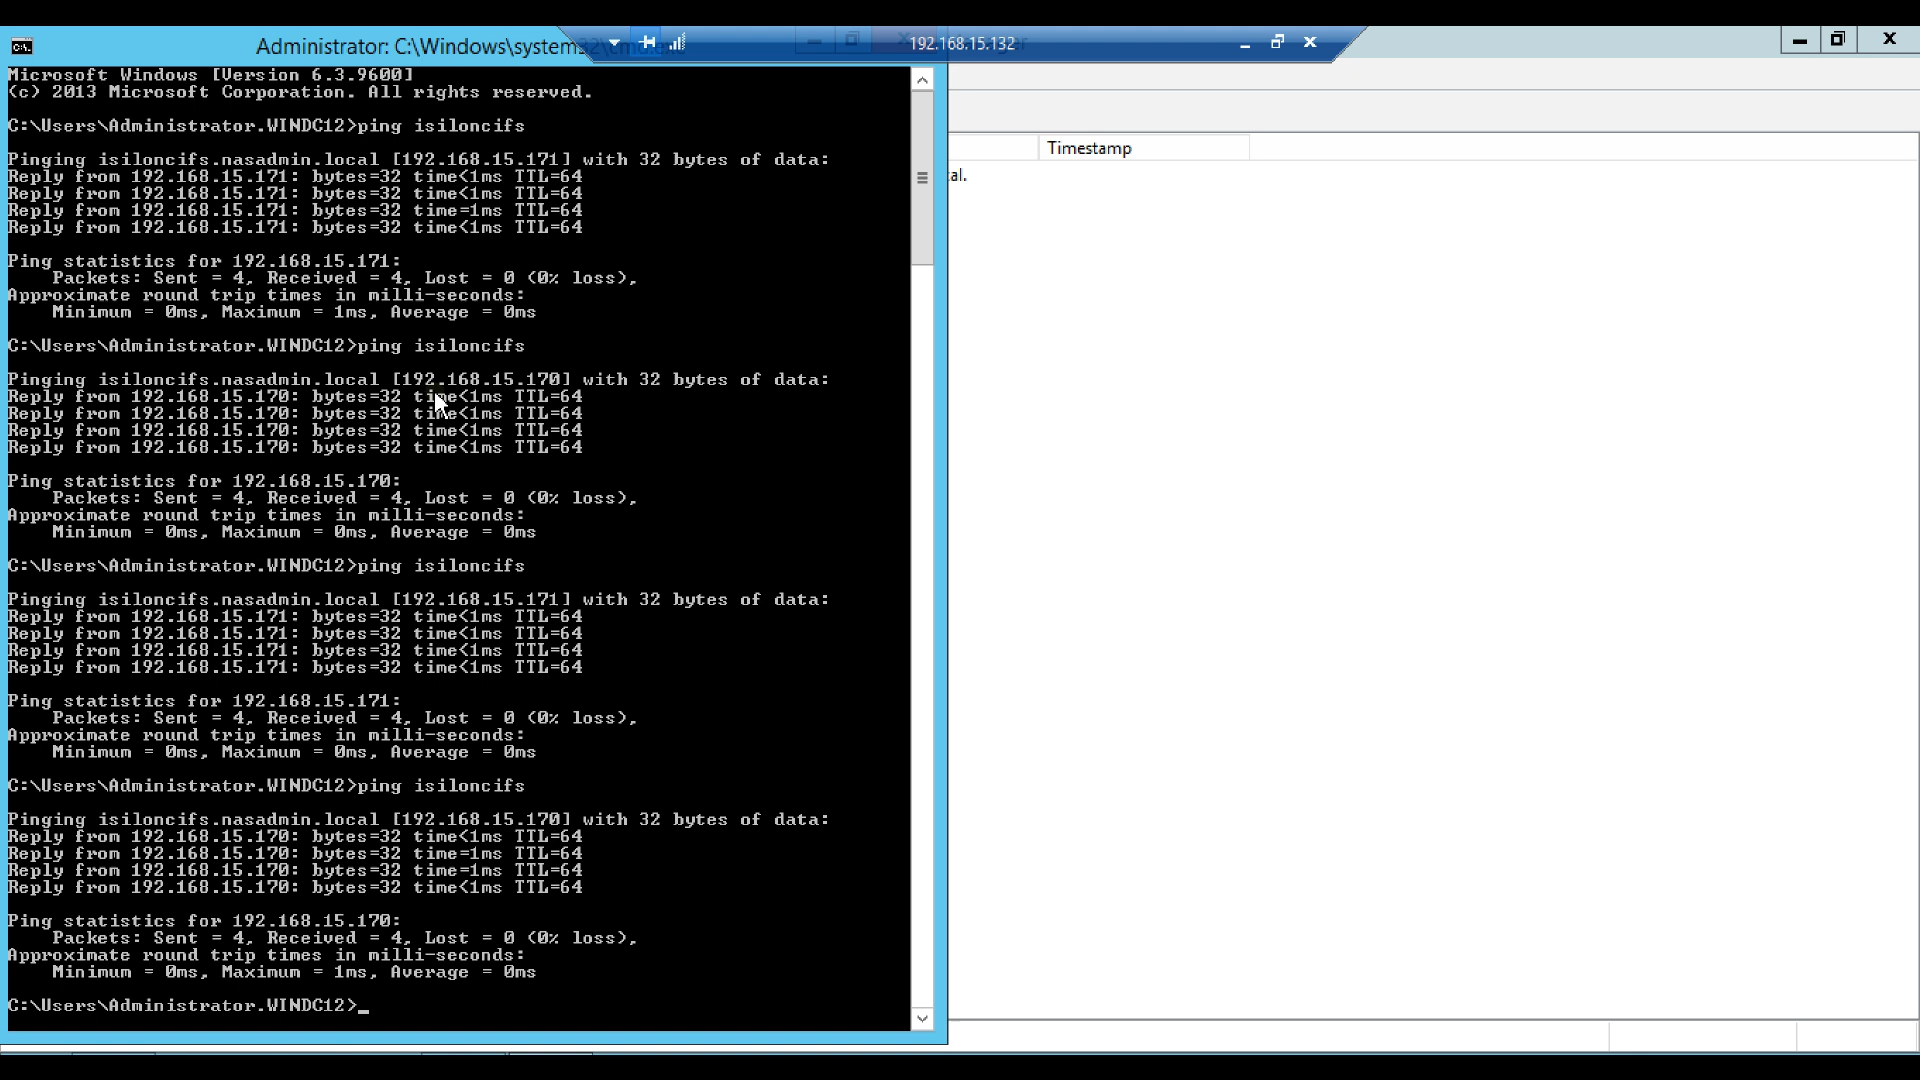 Administrator: C:\Windows\system32\cmd.exe
192.168.15.132
Microsoft Windows [Version 6.3.9600]
(c) 2013 Microsoft Corporation. All rights reserved.
C:\Users\Administrator.WINDC12>ping isiloncifs
Pinging isiloncifs.nasadmin.local [192.168.15.171] with 32 bytes of data:
Reply from 192.168.15.171: bytes=32 time<1ms TTL=64
Reply from 192.168.15.171: bytes=32 time<1ms TTL=64
Reply from 192.168.15.171: bytes=32 time=1ms TTL=64
Reply from 192.168.15.171: bytes=32 time<1ms TTL=64
Ping statistics for 192.168.15.171:
Packets: Sent = 4, Received = 4, Lost = 0 (0% loss),
Approximate round trip times in milli-seconds:
Minimum = 0ms, Maximum = 1ms, Average = 0ms
C:\Users\Administrator.WINDC12>ping isiloncifs
Pinging isiloncifs.nasadmin.local [192.168.15.170] with 32 bytes of data:
Reply from 192.168.15.170: bytes=32 time<1ms TTL=64
Reply from 192.168.15.170: bytes=32 time<1ms TTL=64
Reply from 192.168.15.170: bytes=32 time<1ms TTL=64
Reply from 192.168.15.170: bytes=32 time<1ms TTL=64
Ping statistics for 192.168.15.170:
Packets: Sent = 4, Received = 4, Lost = 0 (0% loss),
Approximate round trip times in milli-seconds:
Minimum = 0ms, Maximum = 0ms, Average = 0ms
C:\Users\Administrator.WINDC12>ping isiloncifs
Pinging isiloncifs.nasadmin.local [192.168.15.171] with 32 bytes of data:
Reply from 192.168.15.171: bytes=32 time<1ms TTL=64
Reply from 192.168.15.171: bytes=32 time<1ms TTL=64
Reply from 192.168.15.171: bytes=32 time<1ms TTL=64
Reply from 192.168.15.171: bytes=32 time<1ms TTL=64
Ping statistics for 192.168.15.171:
Packets: Sent = 4, Received = 4, Lost = 0 (0% loss),
Approximate round trip times in milli-seconds:
Minimum = 0ms, Maximum = 0ms, Average = 0ms
C:\Users\Administrator.WINDC12>ping isiloncifs
Pinging isiloncifs.nasadmin.local [192.168.15.170] with 32 bytes of data:
Reply from 192.168.15.170: bytes=32 time<1ms TTL=64
Reply from 192.168.15.170: bytes=32 time=1ms TTL=64
Reply from 192.168.15.170: bytes=32 time=1ms TTL=64
Reply from 192.168.15.170: bytes=32 time<1ms TTL=64
Ping statistics for 192.168.15.170:
Packets: Sent = 4, Received = 4, Lost = 0 (0% loss),
Approximate round trip times in milli-seconds:
Minimum = 0ms, Maximum = 1ms, Average = 0ms
C:\Users\Administrator.WINDC12>_
Timestamp
al.